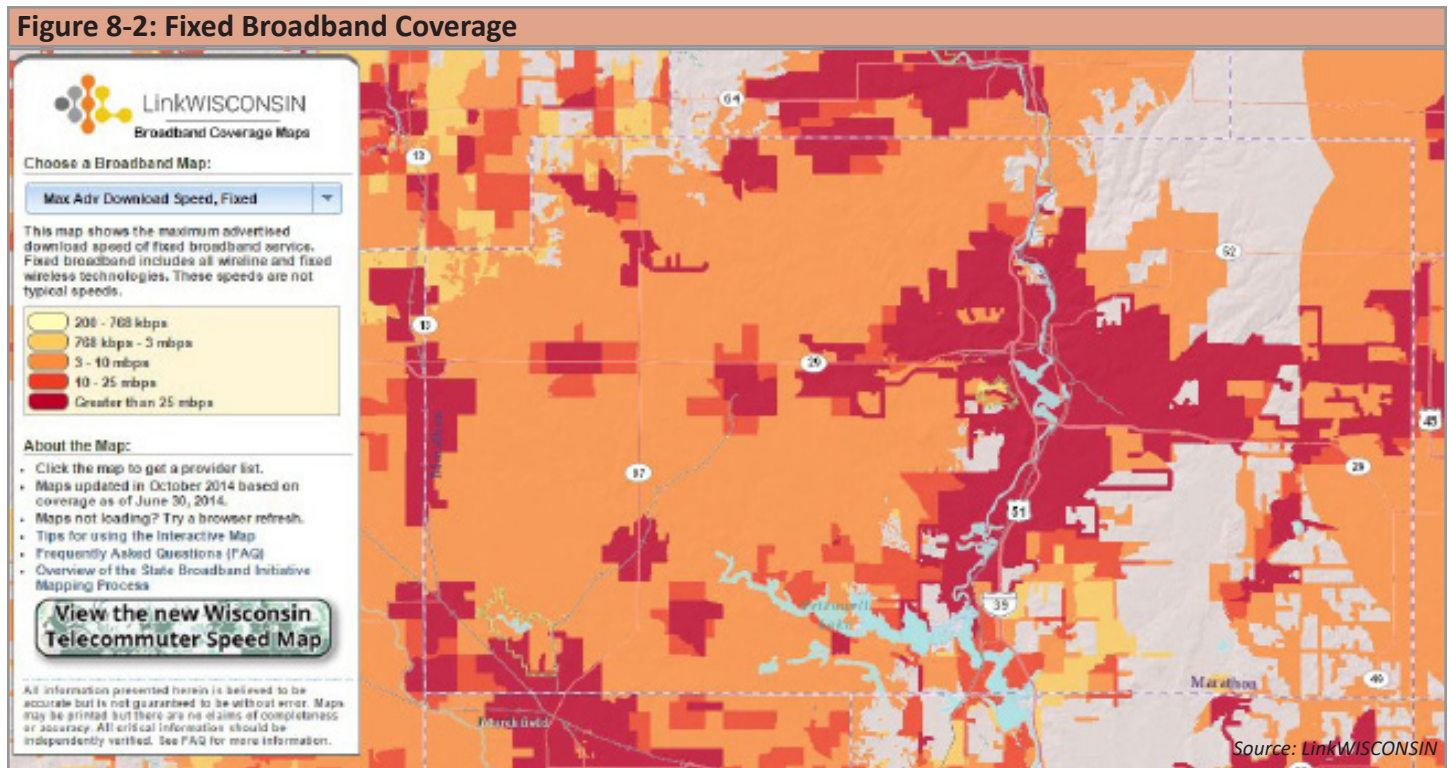 Figure 8-2: Fixed Broadband Coverage
LinkWISCONSIN
Broadband Coverage Maps
Choose a Broadband Map:
Max Adv Download Speed, Fixed
This map shows the maximum advertised
download speed of fixed broadband service.
Fixed broadband includes all wireline and fixed
wireless technologies. These speeds are not
typical speeds.
200 - 768 kbps
768 kbps - 3 mbps
3 - 10 mbps
10 - 25 mbps
Greater than 25 mbps
About the Map:
• Click the map to get a provider list.
• Maps updated in October 2014 based on
coverage as of June 30, 2014.
• Maps not loading? Try a browser refresh.
• Tips for using the Interactive Map
• Frequently Asked Questions (FAQ)
• Overview of the State Broadband Initiative
Mapping Process
View the new Wisconsin
Telecommuter Speed Map
All information presented herein is believed to be
accurate but is not guaranteed to be without error. Maps
may be printed but there are no claims of completeness
or accuracy. All critical information should be
independently verified. See FAQ for more information.
64
13
52
13
29
45
97
29
51
39
49
Marathon
Marshfield
Source: LinkWISCONSIN